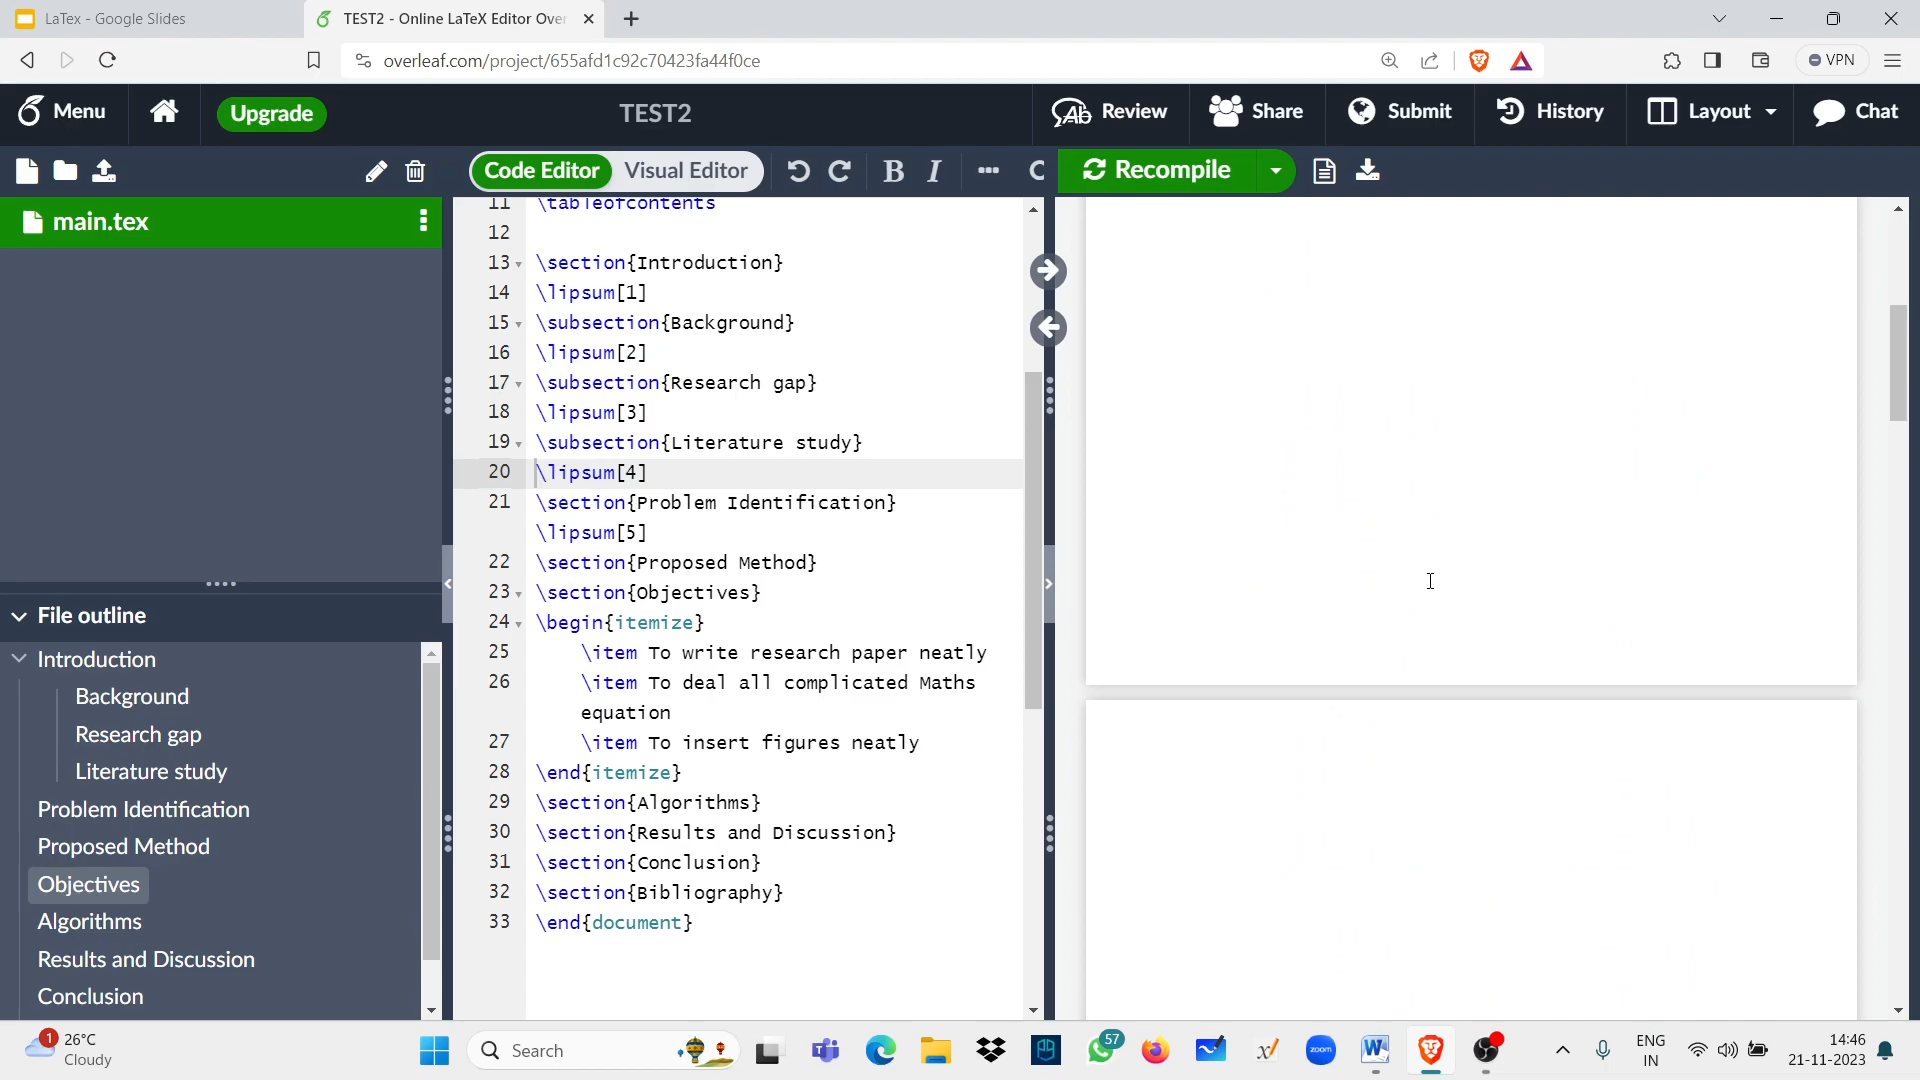 LaTex - Google Slides
TEST2 - Online LaTeX Editor Over
overleaf.com/project/655afd1c92c70423fa44f0ce
VPN
Menu
Upgrade
TEST2
Review
Share
Submit
History
Layout
Chat
Code Editor
Visual Editor
B
I
Recompile
main.tex
11 \tableofcontents
12
13 \section{Introduction}
14 \lipsum[1]
15 \subsection{Background}
16 \lipsum[2]
17 \subsection{Research gap}
18 \lipsum[3]
19 \subsection{Literature study}
20 \lipsum[4]
21 \section{Problem Identification}
\lipsum[5]
22 \section{Proposed Method}
23 \section{Objectives}
24 \begin{itemize}
25 \item To write research paper neatly
26 \item To deal all complicated Maths
equation
27 \item To insert figures neatly
28 \end{itemize}
29 \section{Algorithms}
30 \section{Results and Discussion}
31 \section{Conclusion}
32 \section{Bibliography}
33 \end{document}
File outline
Introduction
Background
Research gap
Literature study
Problem Identification
Proposed Method
Objectives
Algorithms
Results and Discussion
Conclusion
1
26°C
Cloudy
Search
57
zoom
ENG
IN
14:46
21-11-2023